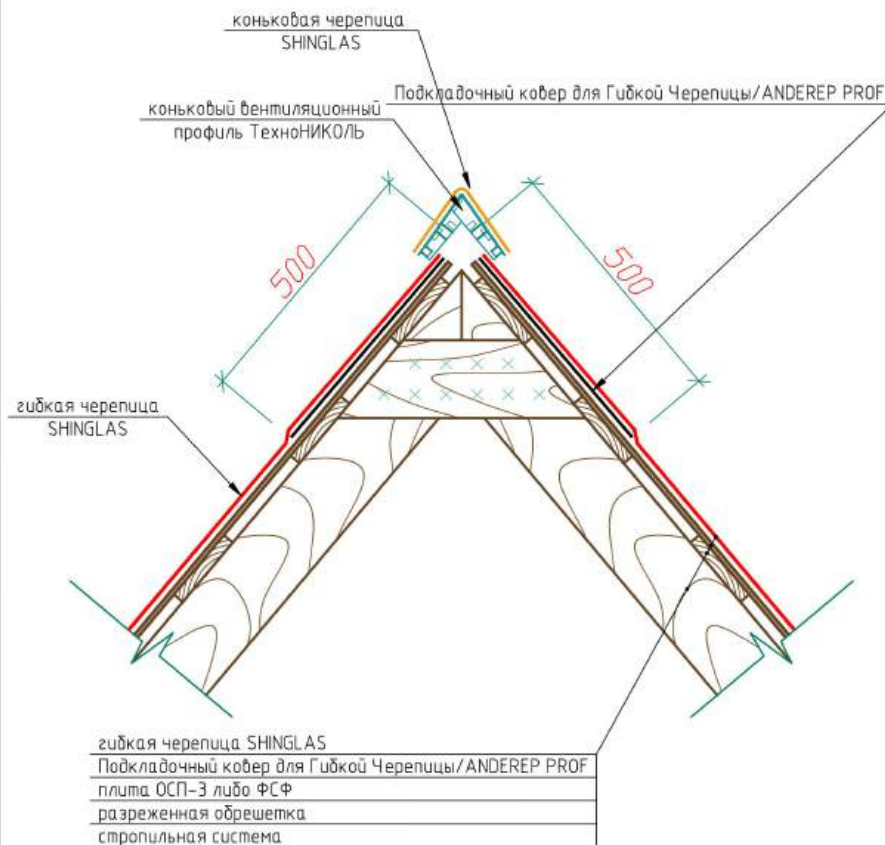 коньковая черепица
SHINGLAS
Подкладочный ковер для Гибкой Черепицы/ANDEREP PROF
коньковый вентиляционный
профиль ТехноНИКОЛЬ
500
500
гибкая черепица
SHINGLAS
гибкая черепица SHINGLAS
Подкладочный ковер для Гибкой Черепицы/ANDEREP PROF
плита ОСП-3 либо ФСФ
разреженная обрешетка
стропильная система